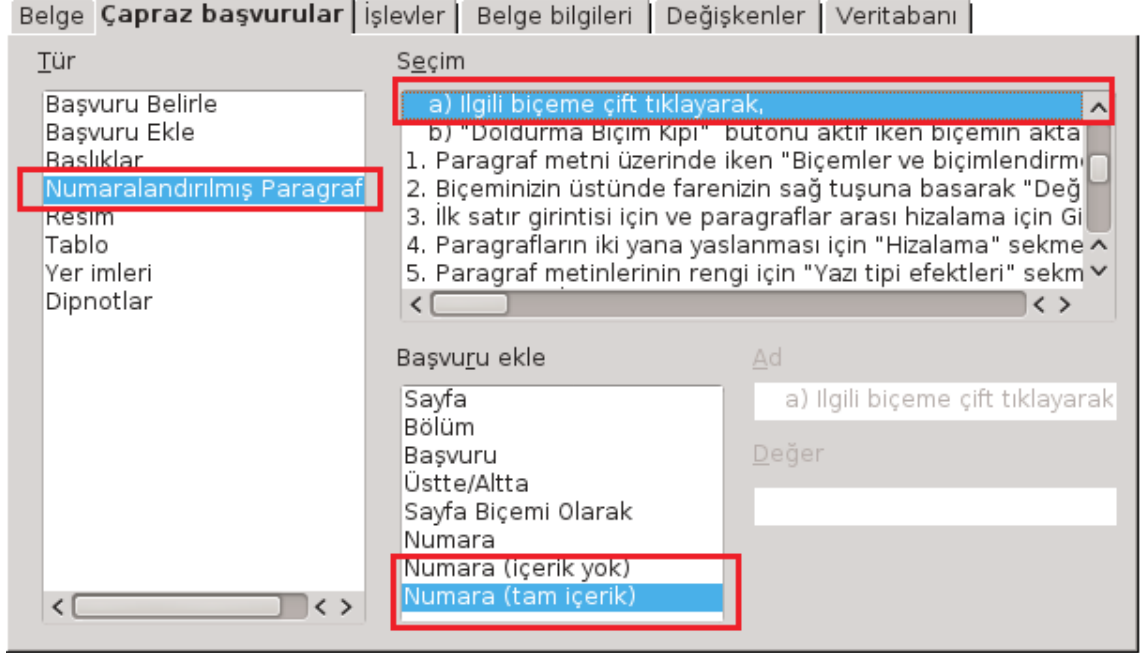 Belge Çapraz başvurular İşlevler Belge bilgileri Değişkenler Veritabanı
Tür
Başvuru Belirle
Başvuru Ekle
Başlıklar
Numaralandırılmış Paragraf
Resim
Tablo
Yer imleri
Dipnotlar
Seçim
a) Ilgili biçeme çift tıklayarak,
b) "Doldurma Biçim Kipi" butonu aktif iken biçemin akta
1. Paragraf metni üzerinde iken "Biçemler ve biçimlendirme
2. Biçeminizin üstünde farenizin sağ tuşuna basarak "Değ
3. İlk satır girintisi için ve paragraflar arası hizalama için Gi
4. Paragrafların iki yana yaslanması için "Hizalama" sekme
5. Paragraf metinlerinin rengi için "Yazı tipi efektleri" sekm
Başvuru ekle
Sayfa
Bölüm
Başvuru
Üstte/Altta
Sayfa Biçemi Olarak
Numara
Numara (içerik yok)
Numara (tam içerik)
Ad
a) Ilgili biçeme çift tıklayarak
Değer